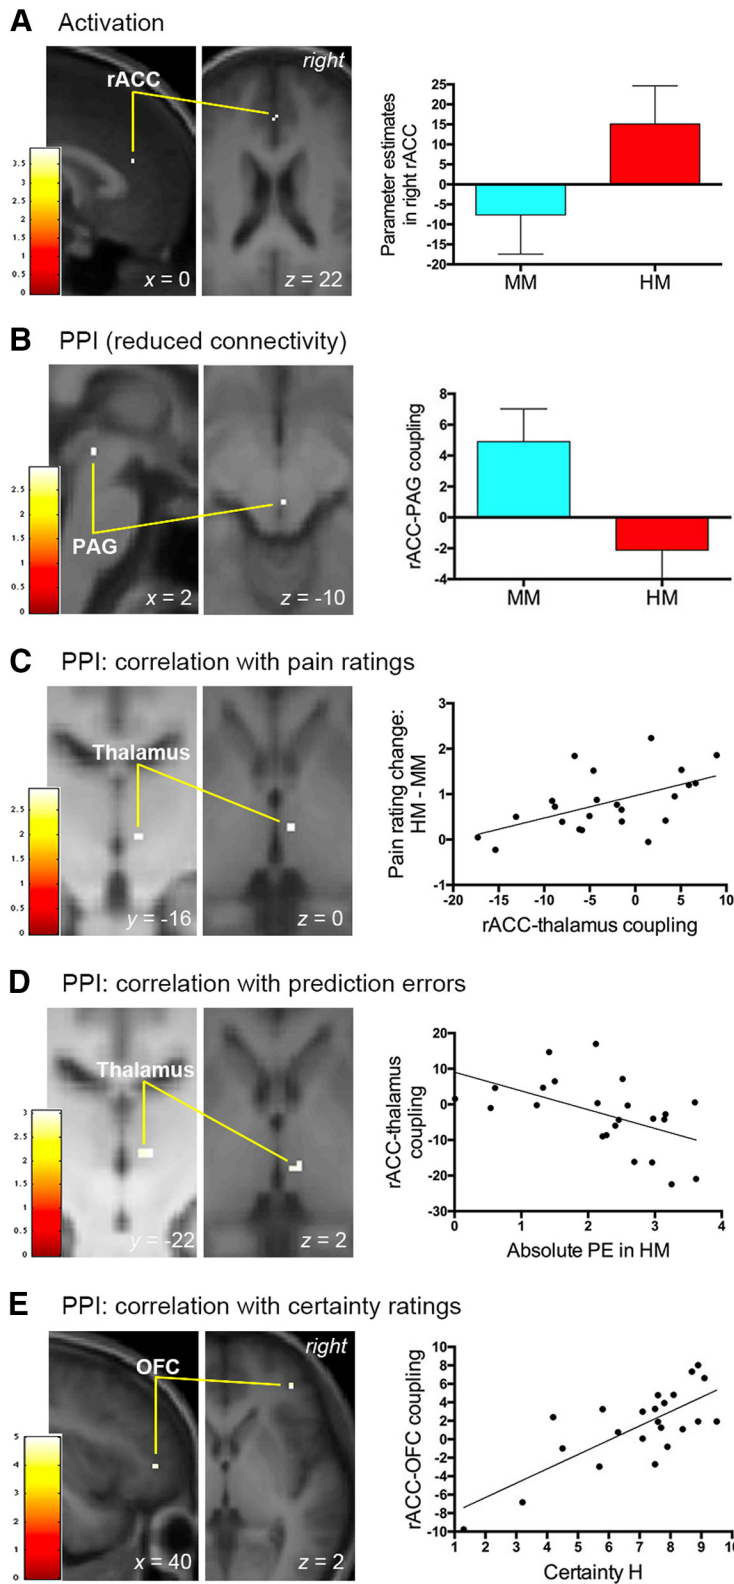 A Activation
rACC
right
3.5
3
2.5
2
1.5
1
0.5
0
x = 0
z = 22
Parameter estimates
in right rACC
25
20
15
10
5
0
-5
-10
-15
-20
MM
HM
B PPI (reduced connectivity)
PAG
2.5
2
1.5
1
0.5
0
x = 2
z = -10
rACC-PAG coupling
8
6
4
2
0
-2
-4
MM
HM
C PPI: correlation with pain ratings
Thalamus
2.5
2
1.5
1
0.5
0
y = -16
z = 0
Pain rating change:
HM - MM
3
2
1
0
-1
-20 -15 -10 -5 0 5 10
rACC-thalamus coupling
D PPI: correlation with prediction errors
Thalamus
3
2.5
2
1.5
1
0.5
0
y = -22
z = 2
rACC-thalamus
coupling
20
10
0
-10
-20
-30
0 1 2 3 4
Absolute PE in HM
E PPI: correlation with certainty ratings
OFC
right
5
4
3
2
1
0
x = 40
z = 2
rACC-OFC coupling
10
8
6
4
2
0
-2
-4
-6
-8
-10
1 2 3 4 5 6 7 8 9 10
Certainty H